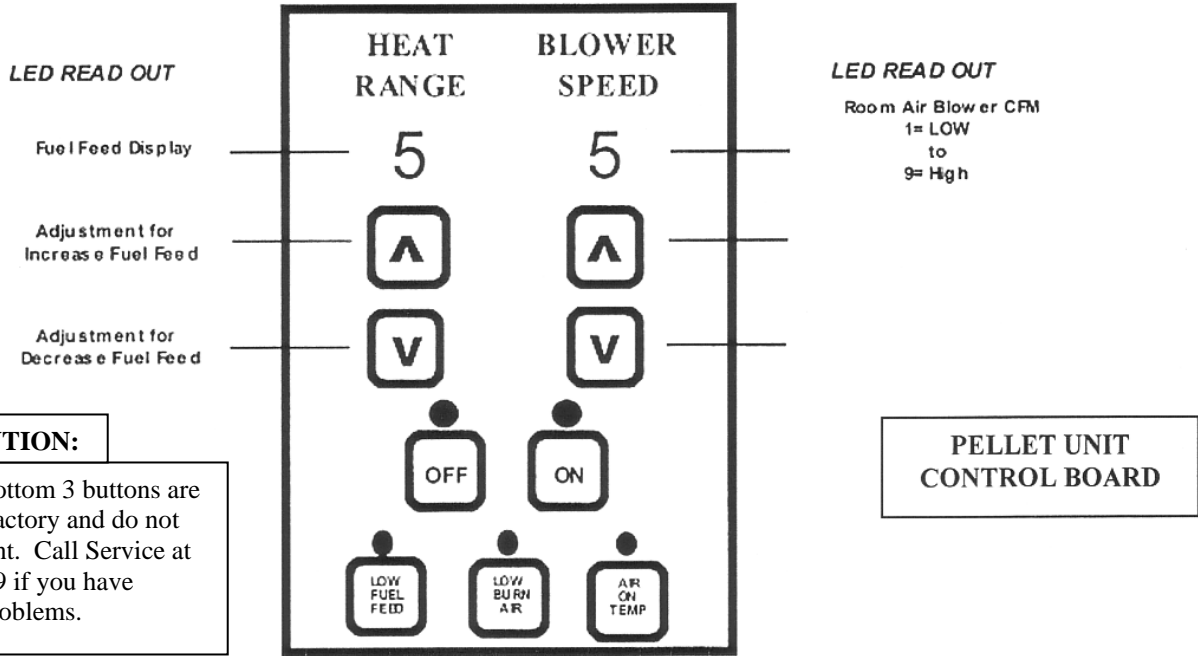 HEAT RANGE
BLOWER SPEED
LED READ OUT
LED READ OUT
Fuel Feed Display
5
5
Room Air Blower CFM
1= LOW
to
9= High
Adjustment for
Increase Fuel Feed
Λ
Λ
Adjustment for
Decrease Fuel Feed
V
V
OFF
ON
UTION:
ottom 3 buttons are
actory and do not
nt. Call Service at
9 if you have
oblems.
LOW
FUEL
FEED
LOW
BURN
AIR
AIR
ON
TEMP
PELLET UNIT
CONTROL BOARD